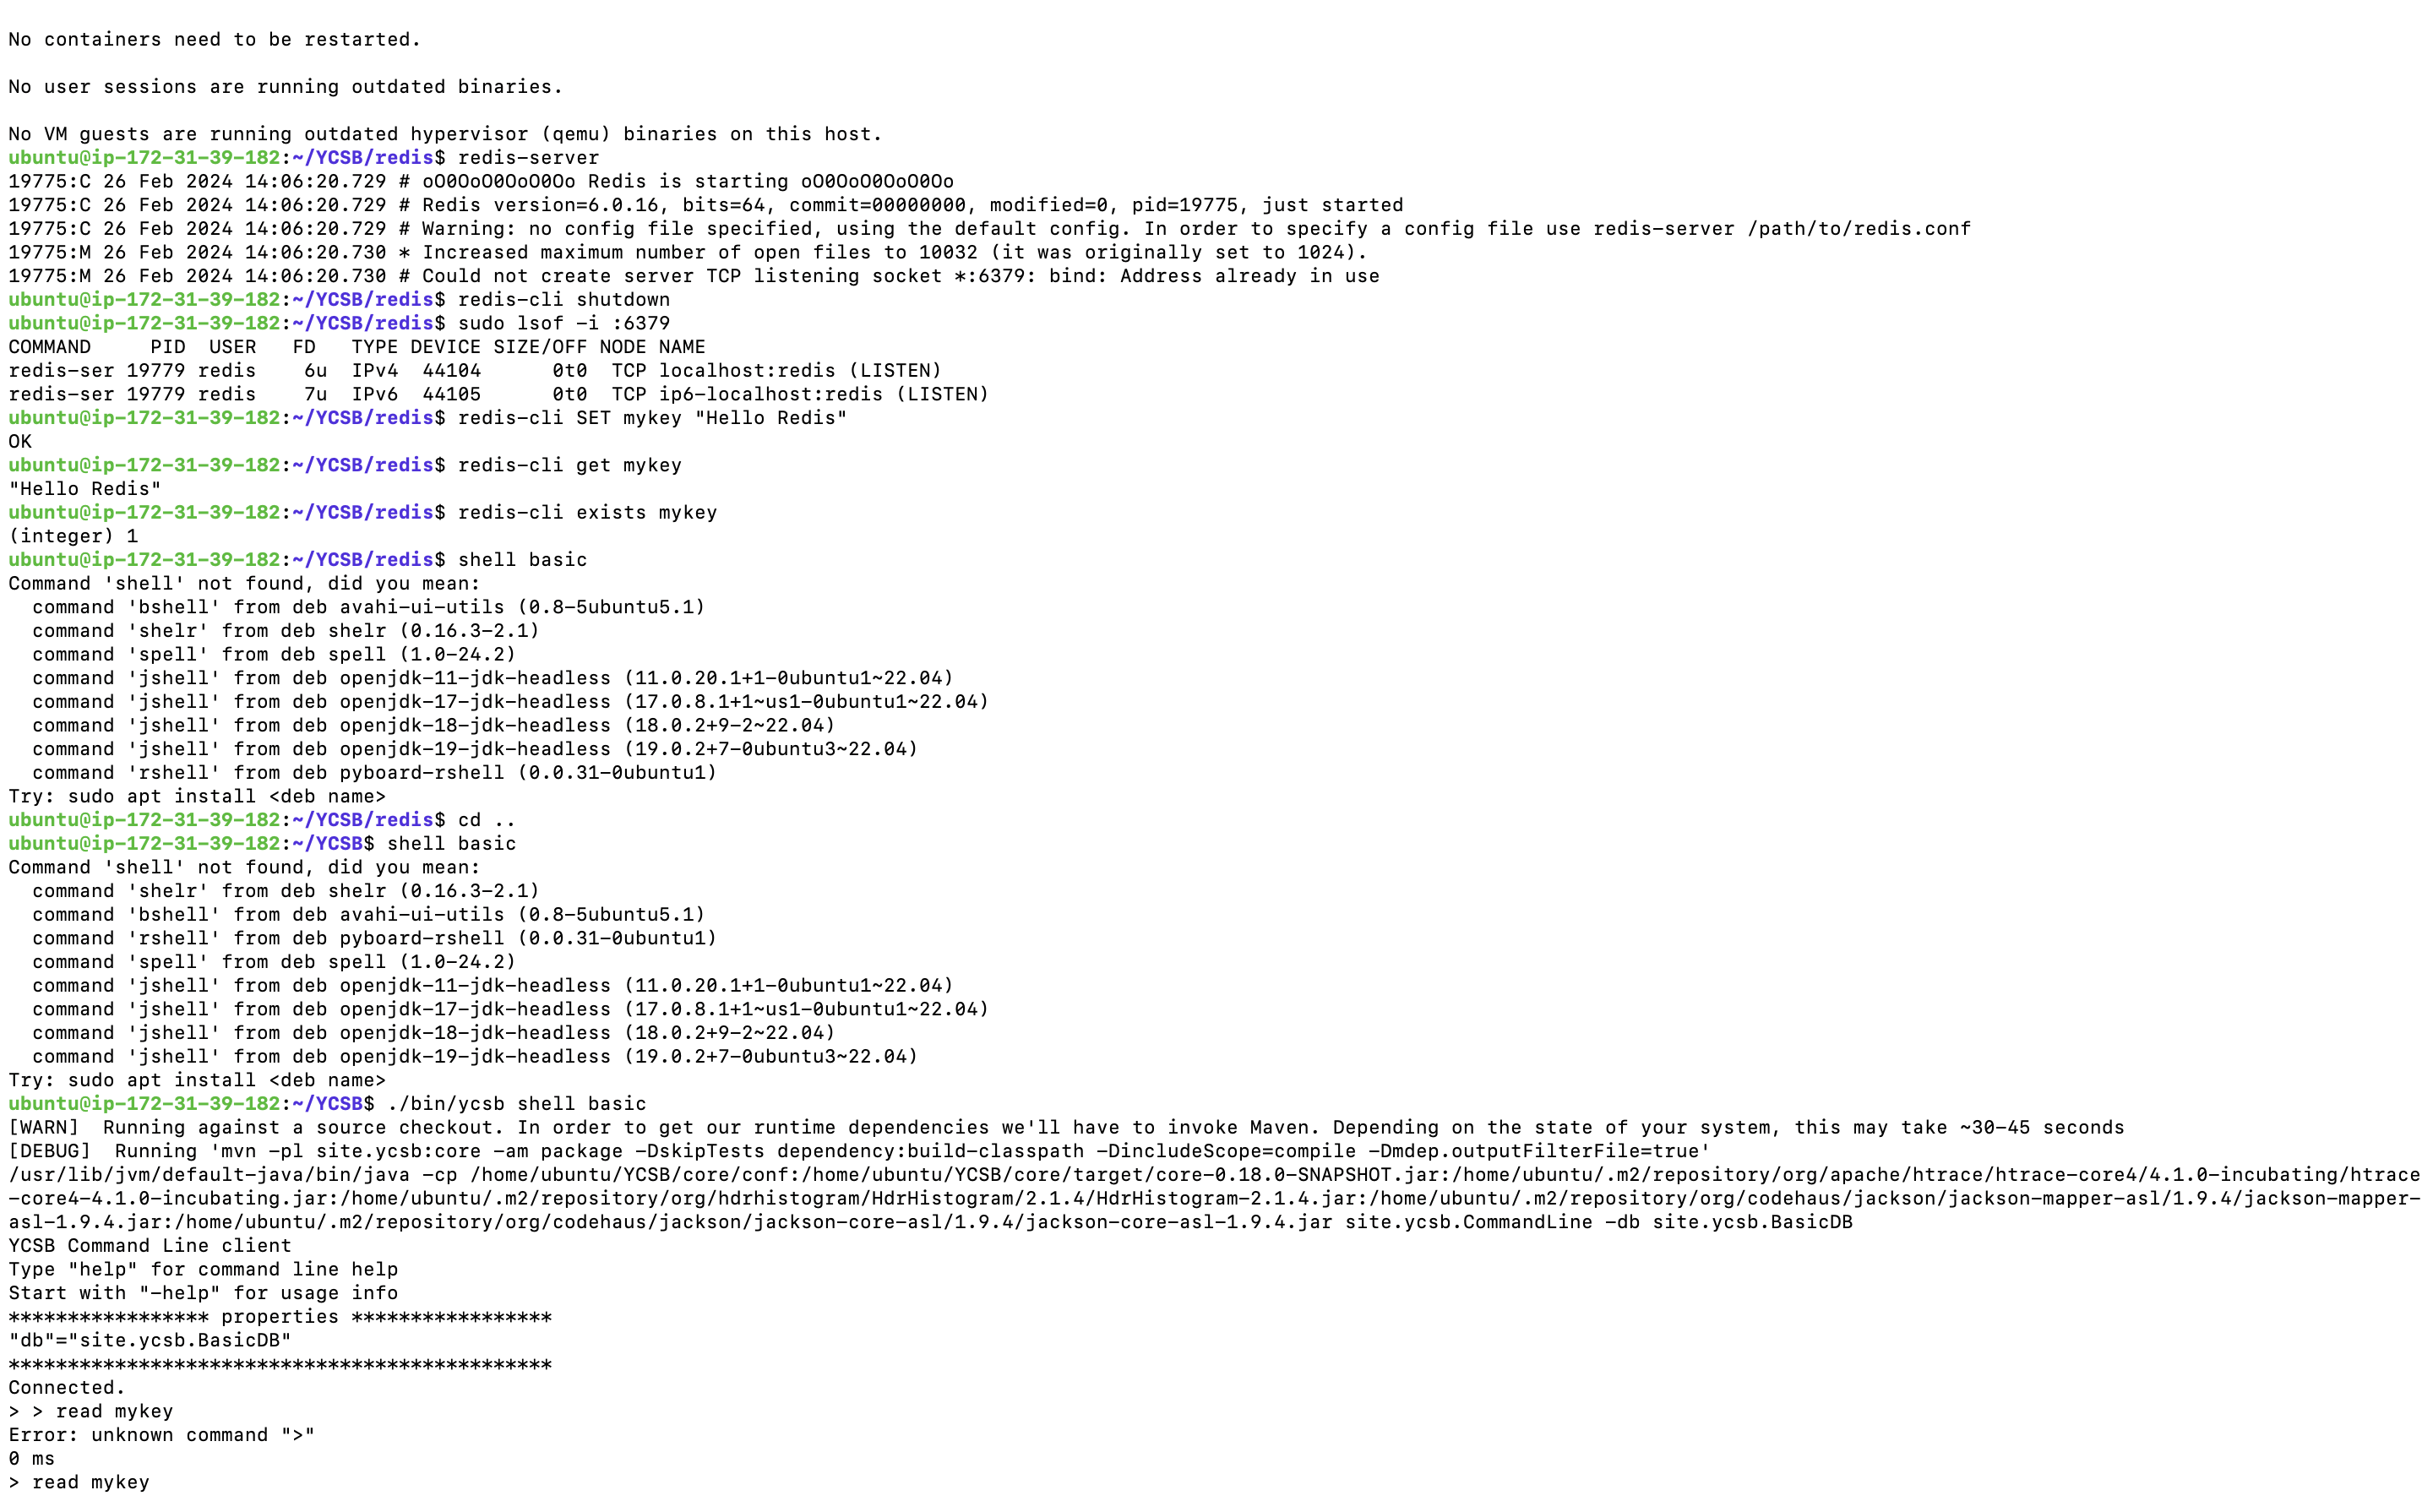 No containers need to be restarted.
No user sessions are running outdated binaries.
No VM guests are running outdated hypervisor (qemu) binaries on this host.
ubuntu@ip-172-31-39-182:~/YCSB/redis$ redis-server
19775:C 26 Feb 2024 14:06:20.729 # oO0OoO0OoO0Oo Redis is starting oO0OoO0OoO0Oo
19775:C 26 Feb 2024 14:06:20.729 # Redis version=6.0.16, bits=64, commit=00000000, modified=0, pid=19775, just started
19775:C 26 Feb 2024 14:06:20.729 # Warning: no config file specified, using the default config. In order to specify a config file use redis-server /path/to/redis.conf
19775:M 26 Feb 2024 14:06:20.730 * Increased maximum number of open files to 10032 (it was originally set to 1024).
19775:M 26 Feb 2024 14:06:20.730 # Could not create server TCP listening socket *:6379: bind: Address already in use
ubuntu@ip-172-31-39-182:~/YCSB/redis$ redis-cli shutdown
ubuntu@ip-172-31-39-182:~/YCSB/redis$ sudo lsof -i :6379
COMMAND     PID  USER   FD   TYPE DEVICE SIZE/OFF NODE NAME
redis-ser 19779 redis    6u  IPv4  44104      0t0  TCP localhost:redis (LISTEN)
redis-ser 19779 redis    7u  IPv6  44105      0t0  TCP ip6-localhost:redis (LISTEN)
ubuntu@ip-172-31-39-182:~/YCSB/redis$ redis-cli SET mykey "Hello Redis"
OK
ubuntu@ip-172-31-39-182:~/YCSB/redis$ redis-cli get mykey
"Hello Redis"
ubuntu@ip-172-31-39-182:~/YCSB/redis$ redis-cli exists mykey
(integer) 1
ubuntu@ip-172-31-39-182:~/YCSB/redis$ shell basic
Command 'shell' not found, did you mean:
  command 'bshell' from deb avahi-ui-utils (0.8-5ubuntu5.1)
  command 'shelr' from deb shelr (0.16.3-2.1)
  command 'spell' from deb spell (1.0-24.2)
  command 'jshell' from deb openjdk-11-jdk-headless (11.0.20.1+1-0ubuntu1~22.04)
  command 'jshell' from deb openjdk-17-jdk-headless (17.0.8.1+1~us1-0ubuntu1~22.04)
  command 'jshell' from deb openjdk-18-jdk-headless (18.0.2+9-2~22.04)
  command 'jshell' from deb openjdk-19-jdk-headless (19.0.2+7-0ubuntu3~22.04)
  command 'rshell' from deb pyboard-rshell (0.0.31-0ubuntu1)
Try: sudo apt install <deb name>
ubuntu@ip-172-31-39-182:~/YCSB/redis$ cd ..
ubuntu@ip-172-31-39-182:~/YCSB$ shell basic
Command 'shell' not found, did you mean:
  command 'shelr' from deb shelr (0.16.3-2.1)
  command 'bshell' from deb avahi-ui-utils (0.8-5ubuntu5.1)
  command 'rshell' from deb pyboard-rshell (0.0.31-0ubuntu1)
  command 'spell' from deb spell (1.0-24.2)
  command 'jshell' from deb openjdk-11-jdk-headless (11.0.20.1+1-0ubuntu1~22.04)
  command 'jshell' from deb openjdk-17-jdk-headless (17.0.8.1+1~us1-0ubuntu1~22.04)
  command 'jshell' from deb openjdk-18-jdk-headless (18.0.2+9-2~22.04)
  command 'jshell' from deb openjdk-19-jdk-headless (19.0.2+7-0ubuntu3~22.04)
Try: sudo apt install <deb name>
ubuntu@ip-172-31-39-182:~/YCSB$ ./bin/ycsb shell basic
[WARN]  Running against a source checkout. In order to get our runtime dependencies we'll have to invoke Maven. Depending on the state of your system, this may take ~30-45 seconds
[DEBUG]  Running 'mvn -pl site.ycsb:core -am package -DskipTests dependency:build-classpath -DincludeScope=compile -Dmdep.outputFilterFile=true'
/usr/lib/jvm/default-java/bin/java -cp /home/ubuntu/YCSB/core/conf:/home/ubuntu/YCSB/core/target/core-0.18.0-SNAPSHOT.jar:/home/ubuntu/.m2/repository/org/apache/htrace/htrace-core4/4.1.0-incubating/htrace
-core4-4.1.0-incubating.jar:/home/ubuntu/.m2/repository/org/hdrhistogram/HdrHistogram/2.1.4/HdrHistogram-2.1.4.jar:/home/ubuntu/.m2/repository/org/codehaus/jackson/jackson-mapper-asl/1.9.4/jackson-mapper-
asl-1.9.4.jar:/home/ubuntu/.m2/repository/org/codehaus/jackson/jackson-core-asl/1.9.4/jackson-core-asl-1.9.4.jar site.ycsb.CommandLine -db site.ycsb.BasicDB
YCSB Command Line client
Type "help" for command line help
Start with "-help" for usage info
***************** properties *****************
"db"="site.ycsb.BasicDB"
**********************************************
Connected.
> > read mykey
Error: unknown command ">"
0 ms
> read mykey